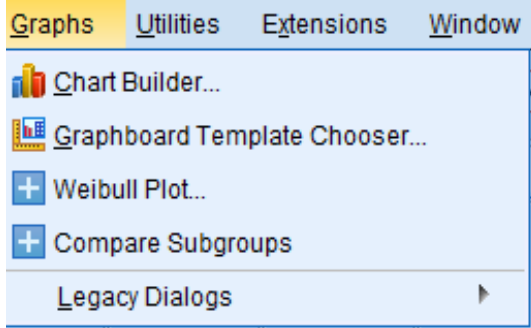 Graphs Utilities Extensions Window
Chart Builder...
Graphboard Template Chooser...
Weibull Plot...
Compare Subgroups
Legacy Dialogs